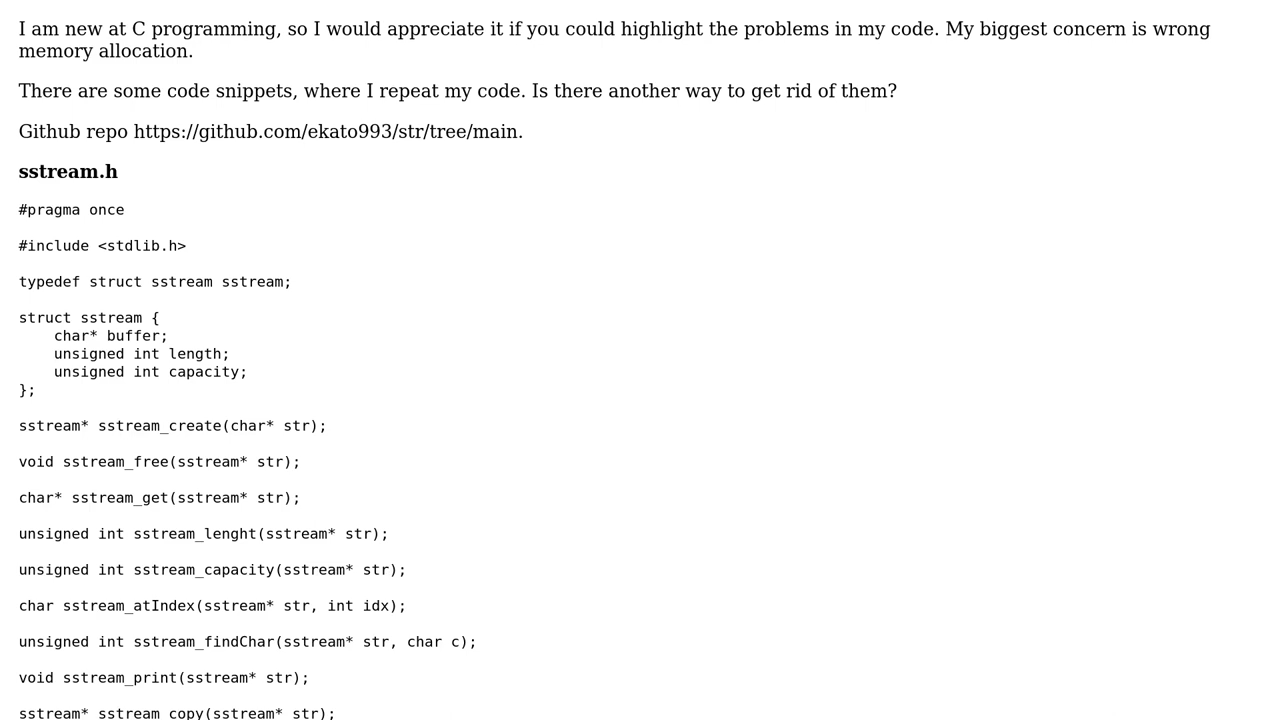 I am new at C programming, so I would appreciate it if you could highlight the problems in my code. My biggest concern is wrong
memory allocation.
There are some code snippets, where I repeat my code. Is there another way to get rid of them?
Github repo https://github.com/ekato993/str/tree/main.
sstream.h
#pragma once
#include <stdlib.h>
typedef struct sstream sstream;
struct sstream {
    char* buffer;
    unsigned int length;
    unsigned int capacity;
};
sstream* sstream_create(char* str);
void sstream_free(sstream* str);
char* sstream_get(sstream* str);
unsigned int sstream_lenght(sstream* str);
unsigned int sstream_capacity(sstream* str);
char sstream_atIndex(sstream* str, int idx);
unsigned int sstream_findChar(sstream* str, char c);
void sstream_print(sstream* str);
sstream* sstream_copy(sstream* str);